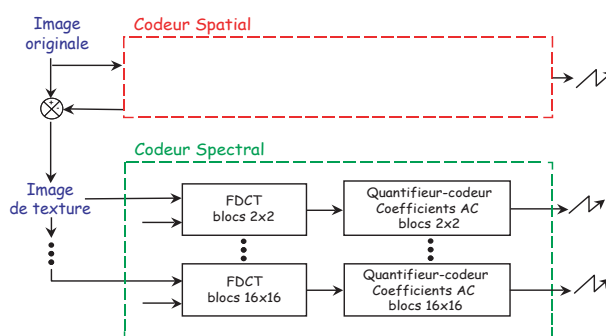 Image
originale
Codeur Spatial
+
-
Codeur Spectral
Image
de texture
FDCT
blocs 2x2
Quantifieur-codeur
Coefficients AC
blocs 2x2
FDCT
blocs 16x16
Quantifieur-codeur
Coefficients AC
blocs 16x16